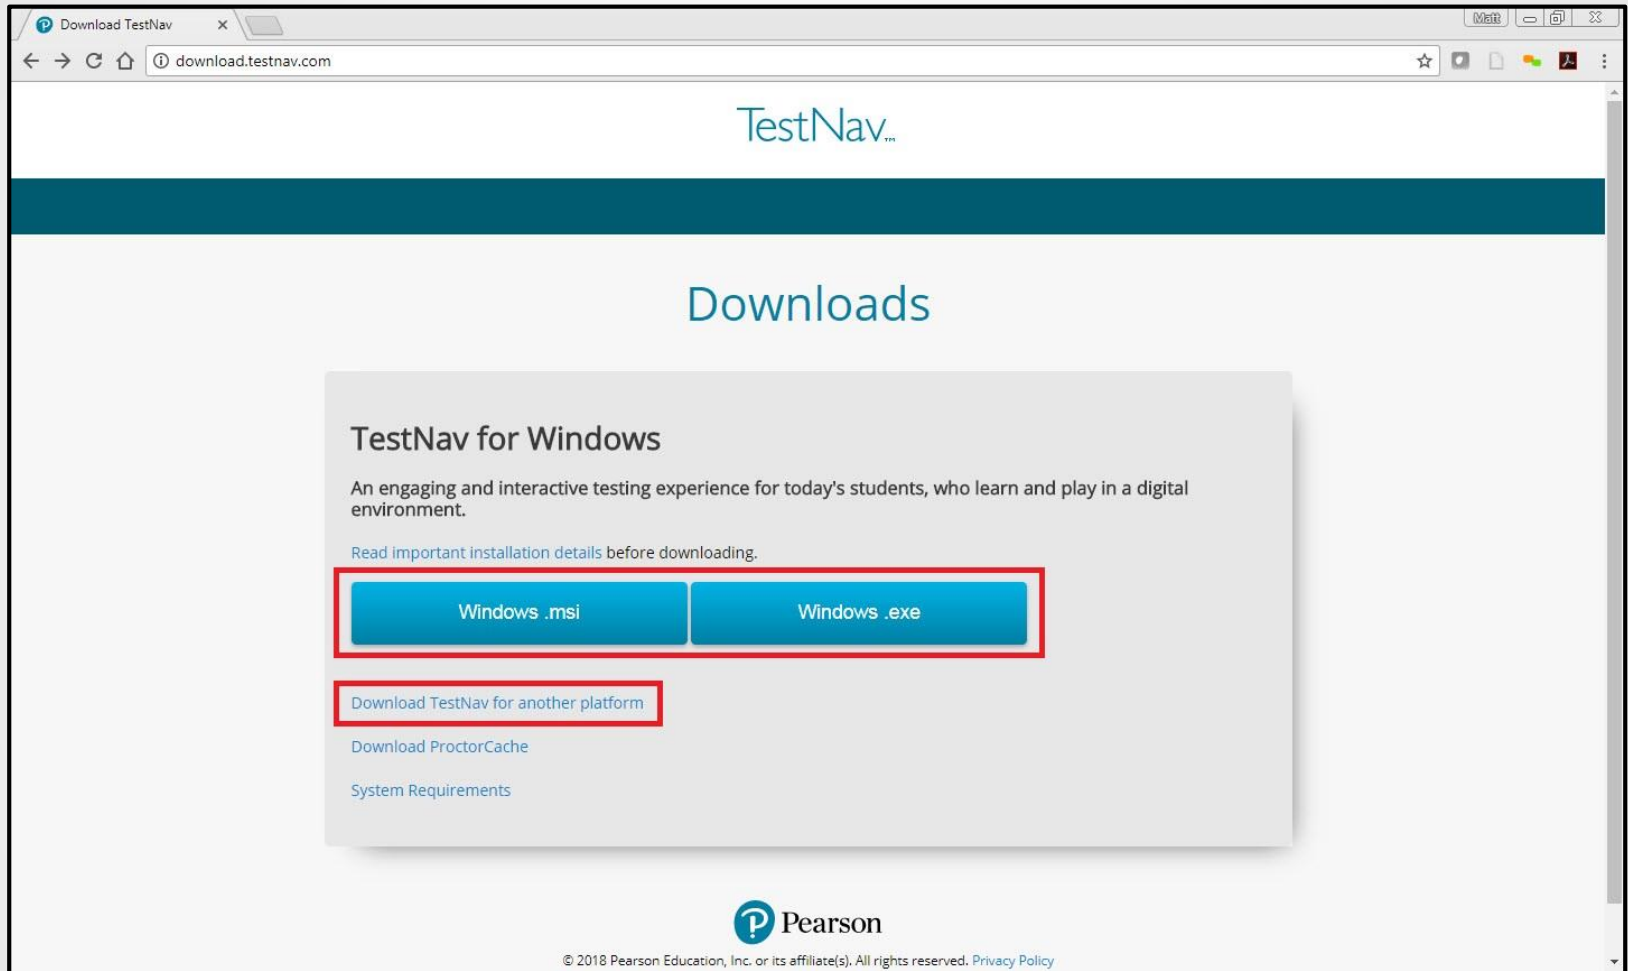 Download TestNav
Matt
download.testnav.com
TestNav™
Downloads
TestNav for Windows
An engaging and interactive testing experience for today's students, who learn and play in a digital
environment.
Read important installation details before downloading.
Windows .msi Windows .exe
Download TestNav for another platform
Download ProctorCache
System Requirements
Pearson
© 2018 Pearson Education, Inc. or its affiliate(s). All rights reserved. Privacy Policy